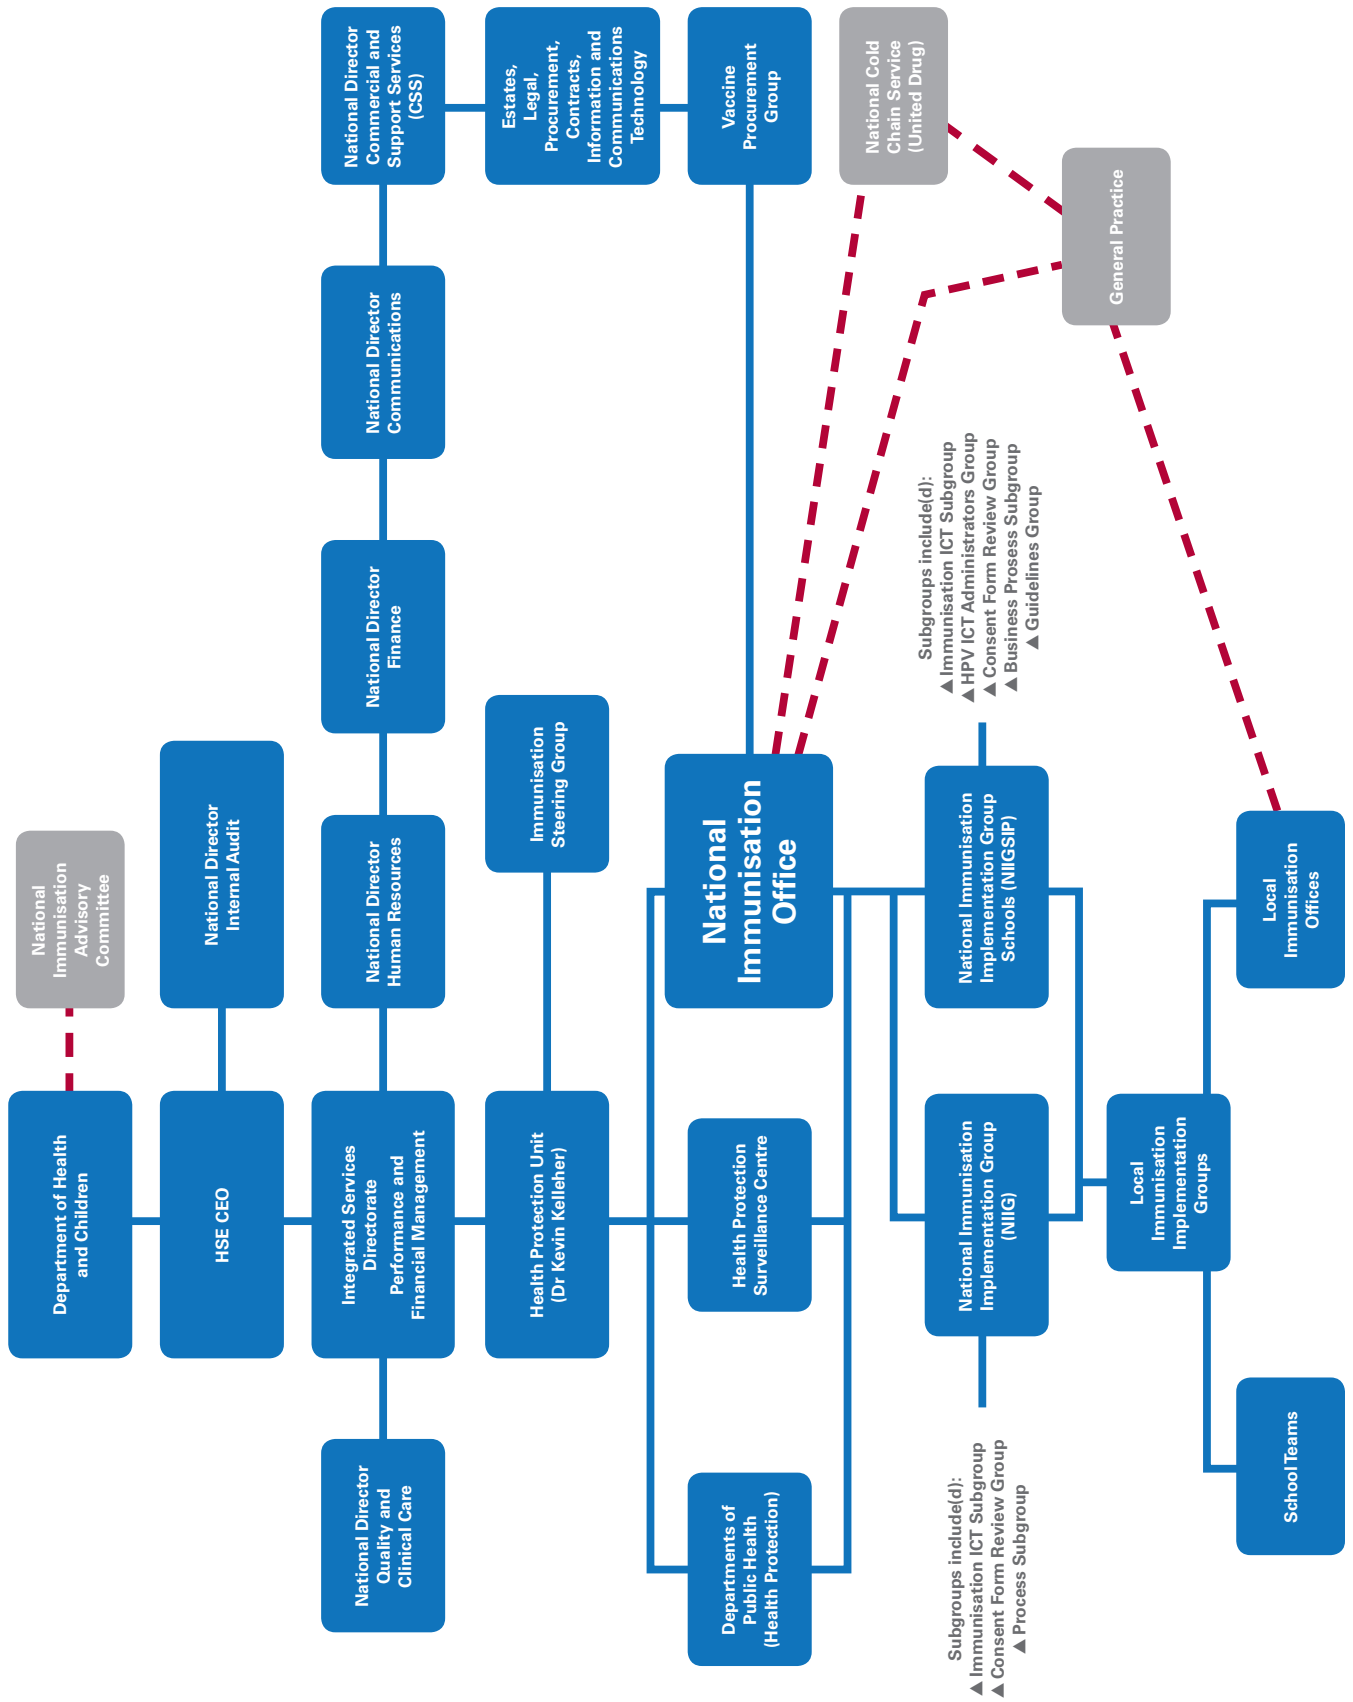 Department of Health
and Children
National
Immunisation
Advisory
Committee
HSE CEO
National Director
Internal Audit
National Director
Quality and
Clinical Care
Integrated Services
Directorate
Performance and
Financial Management
National Director
Human Resources
National Director
Finance
National Director
Communications
National Director
Commercial and
Support Services
(CSS)
Health Protection Unit
(Dr Kevin Kelleher)
Immunisation
Steering Group
Estates,
Legal,
Procurement,
Contracts,
Information and
Communications
Technology
Departments of
Public Health
(Health Protection)
Health Protection
Surveillance Centre
National
Immunisation
Office
Vaccine
Procurement
Group
National Cold
Chain Service
(United Drug)
Subgroups include(d):
▲ Immunisation ICT Subgroup
▲ Consent Form Review Group
▲ Process Subgroup
National Immunisation
Implementation Group
(NIIG)
National Immunisation
Implementation Group
Schools (NIIGSIP)
Subgroups include(d):
▲ Immunisation ICT Subgroup
▲ HPV ICT Administrators Group
▲ Consent Form Review Group
▲ Business Prosess Subgroup
▲ Guidelines Group
General Practice
Local
Immunisation
Implementation
Groups
School Teams
Local
Immunisation
Offices